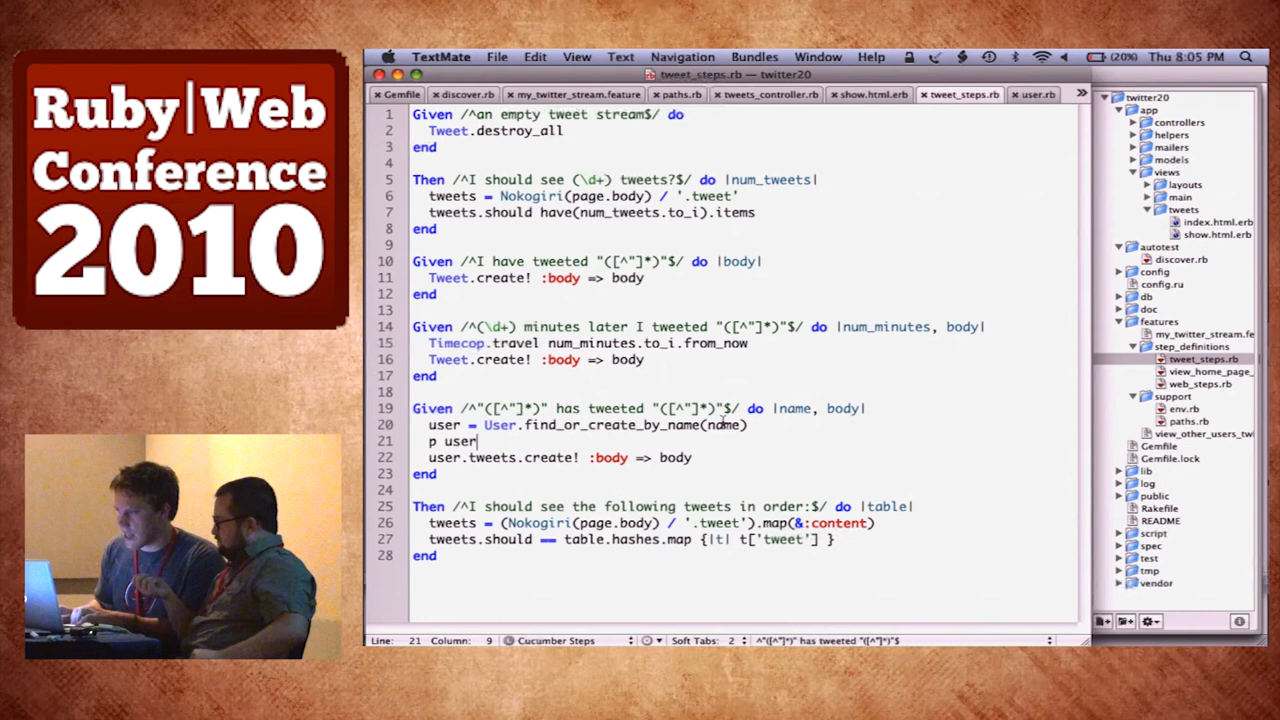 Ruby|Web
Conference
2010
TextMate File Edit View Text Navigation Bundles Window Help (20%) Thu 8:05 PM
tweet_steps.rb — twitter20
Gemfile discover.rb my_twitter_stream.feature paths.rb tweets_controller.rb show.html.erb tweet_steps.rb user.rb »
1 Given /^an empty tweet stream$/ do
2 Tweet.destroy_all
3 end
4
5 Then /^I should see (\d+) tweets?$/ do |num_tweets|
6 tweets = Nokogiri(page.body) / '.tweet'
7 tweets.should have(num_tweets.to_i).items
8 end
9
10 Given /^I have tweeted "([^"]*)"$/ do |body|
11 Tweet.create! :body => body
12 end
13
14 Given /^(\d+) minutes later I tweeted "([^"]*)"$/ do |num_minutes, body|
15 Timecop.travel num_minutes.to_i.from_now
16 Tweet.create! :body => body
17 end
18
19 Given /^"([^"]*)" has tweeted "([^"]*)"$/ do |name, body|
20 user = User.find_or_create_by_name(name)
21 p user
22 user.tweets.create! :body => body
23 end
24
25 Then /^I should see the following tweets in order:$/ do |table|
26 tweets = (Nokogiri(page.body) / '.tweet').map(&:content)
27 tweets.should == table.hashes.map {|t| t['tweet'] }
28 end
Line: 21 Column: 9 Cucumber Steps Soft Tabs: 2 ^"([^"]*)" has tweeted "([^"]*)"$
twitter20
app
controllers
helpers
mailers
models
views
layouts
main
tweets
index.html.erb
show.html.erb
autotest
discover.rb
config
config.ru
db
doc
features
my_twitter_stream.fe
step_definitions
tweet_steps.rb
view_home_page_
web_steps.rb
support
env.rb
paths.rb
view_other_users_twi
Gemfile
Gemfile.lock
lib
log
public
Rakefile
README
script
spec
test
tmp
vendor